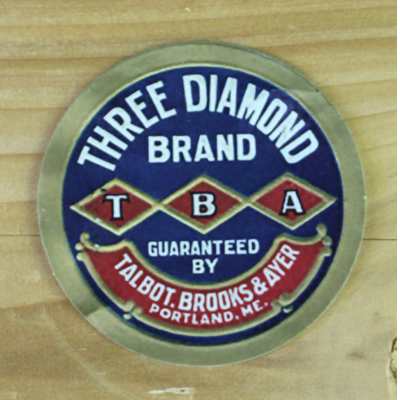 THREE DIAMOND
BRAND
T B A
GUARANTEED
BY
TALBOT, BROOKS & AYER
PORTLAND, ME.